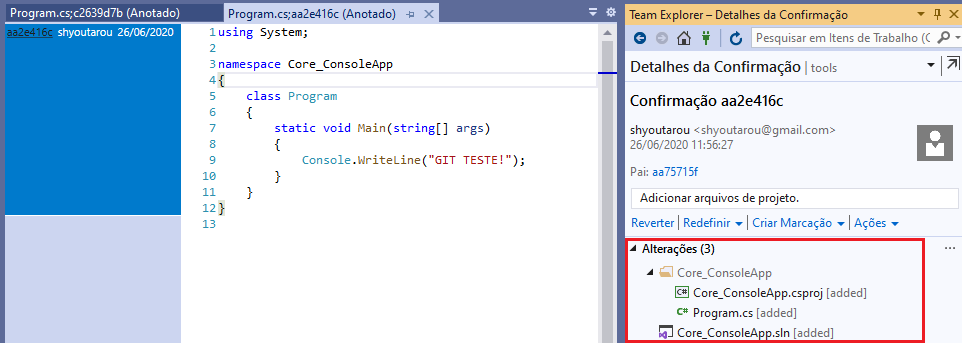 Program.cs;c2639d7b (Anotado)
Program.cs;aa2e416c (Anotado)
aa2e416c shyoutarou 26/06/2020
1 using System;
2
3 namespace Core_ConsoleApp
4 {
5 class Program
6 {
7 static void Main(string[] args)
8 {
9 Console.WriteLine("GIT TESTE!");
10 }
11 }
12 }
13
Team Explorer – Detalhes da Confirmação
Pesquisar em Itens de Trabalho (C
Detalhes da Confirmação | tools
Confirmação aa2e416c
shyoutarou <shyoutarou@gmail.com>
26/06/2020 11:56:27
Pai: aa75715f
Adicionar arquivos de projeto.
Reverter | Redefinir | Criar Marcação | Ações
Alterações (3)
Core_ConsoleApp
C# Core_ConsoleApp.csproj [added]
C# Program.cs [added]
Core_ConsoleApp.sln [added]